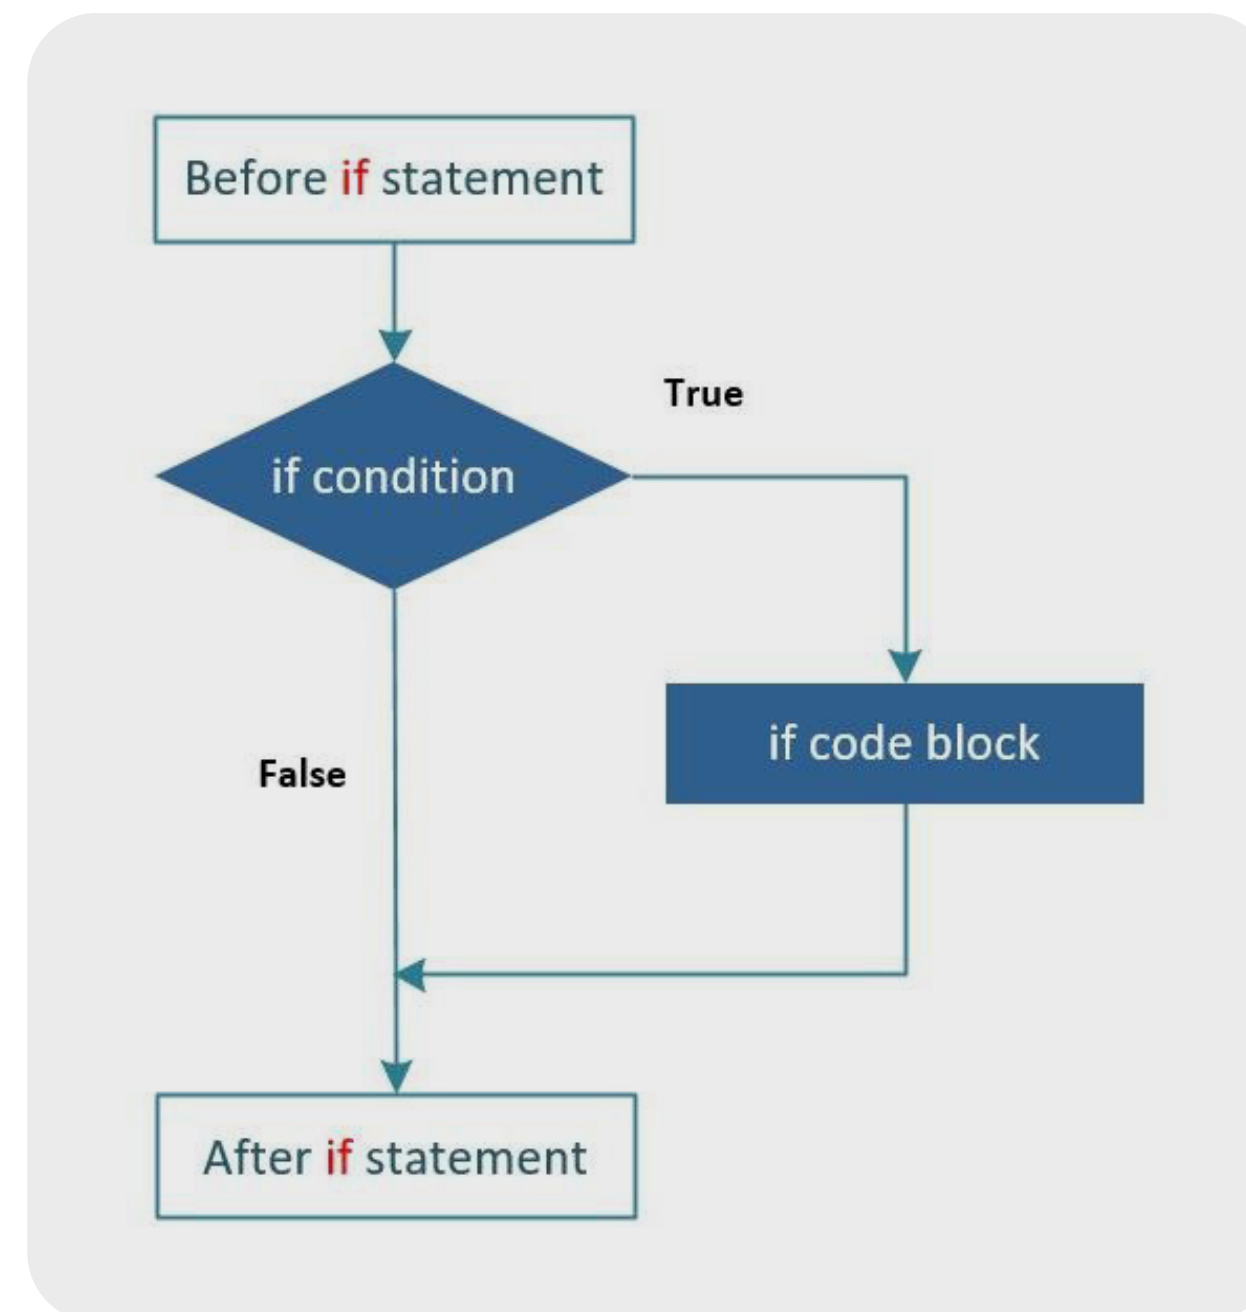 Before if statement
True
if condition
if code block
False
After if statement